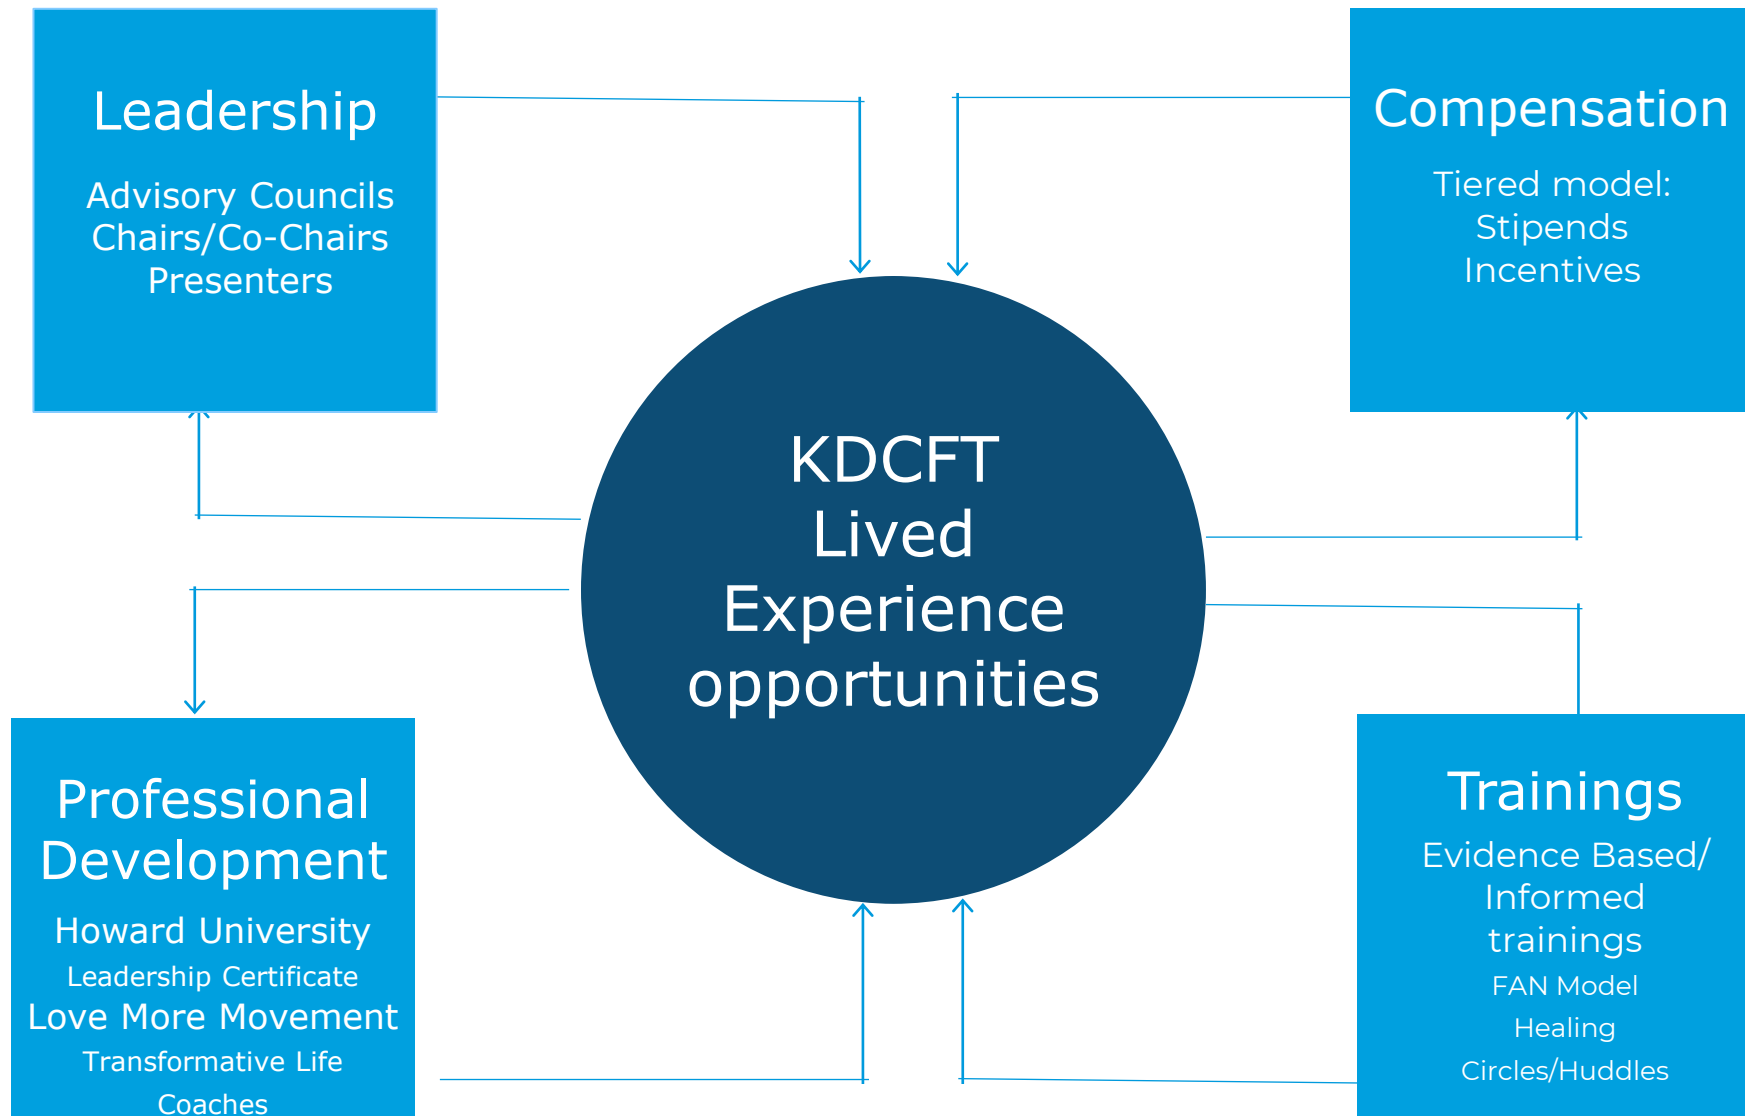 Leadership
Advisory Councils
Chairs/Co-Chairs
Presenters
Compensation
Tiered model:
Stipends
Incentives
KDCFT
Lived
Experience
opportunities
Professional
Development
Howard University
Leadership Certificate
Love More Movement
Transformative Life
Coaches
Trainings
Evidence Based/
Informed
trainings
FAN Model
Healing
Circles/Huddles